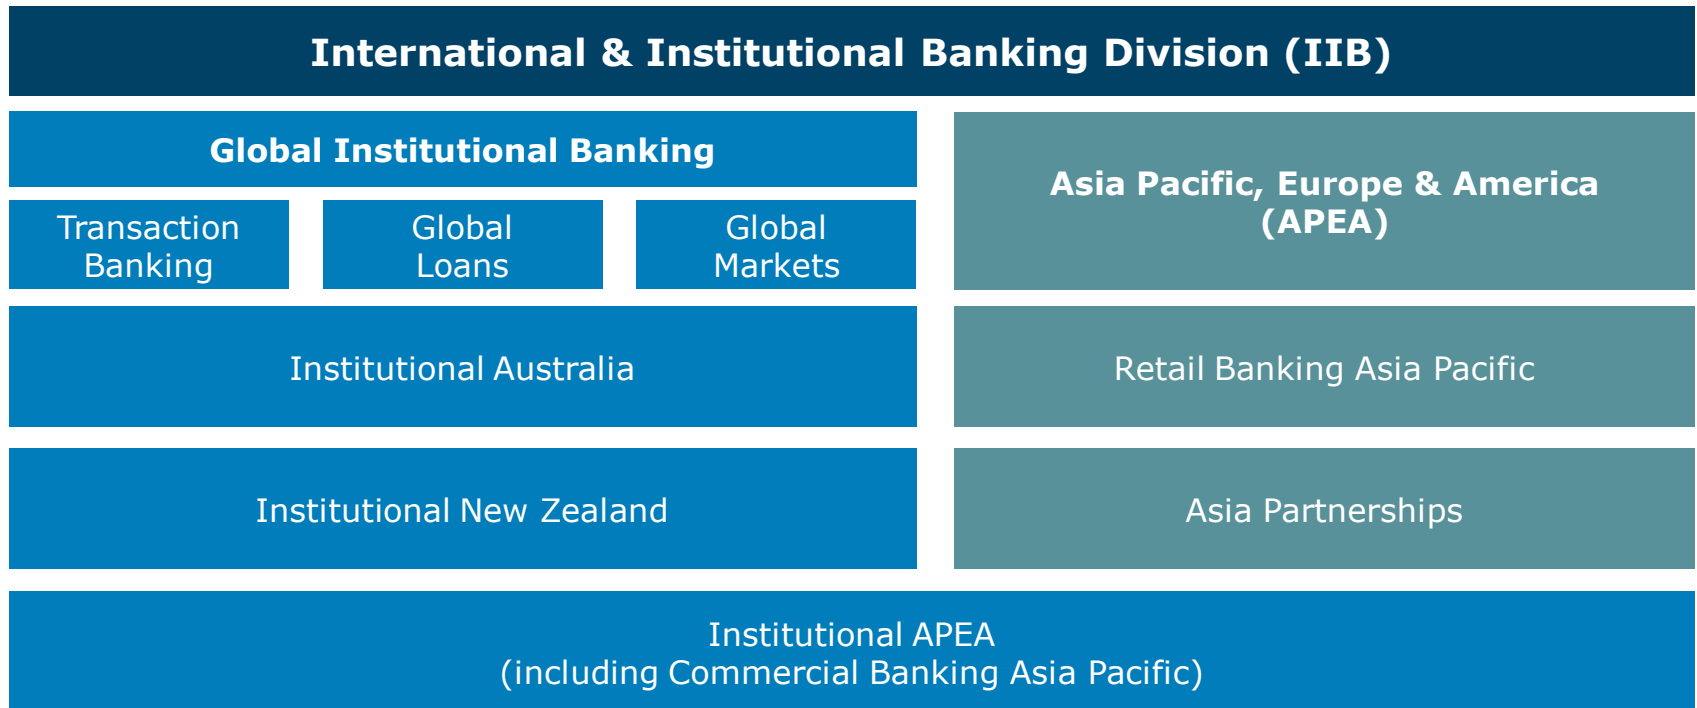 International & Institutional Banking Division (IIB)
Global Institutional Banking
Transaction
Banking
Global
Loans
Global
Markets
Asia Pacific, Europe & America
(APEA)
Institutional Australia
Retail Banking Asia Pacific
Institutional New Zealand
Asia Partnerships
Institutional APEA
(including Commercial Banking Asia Pacific)